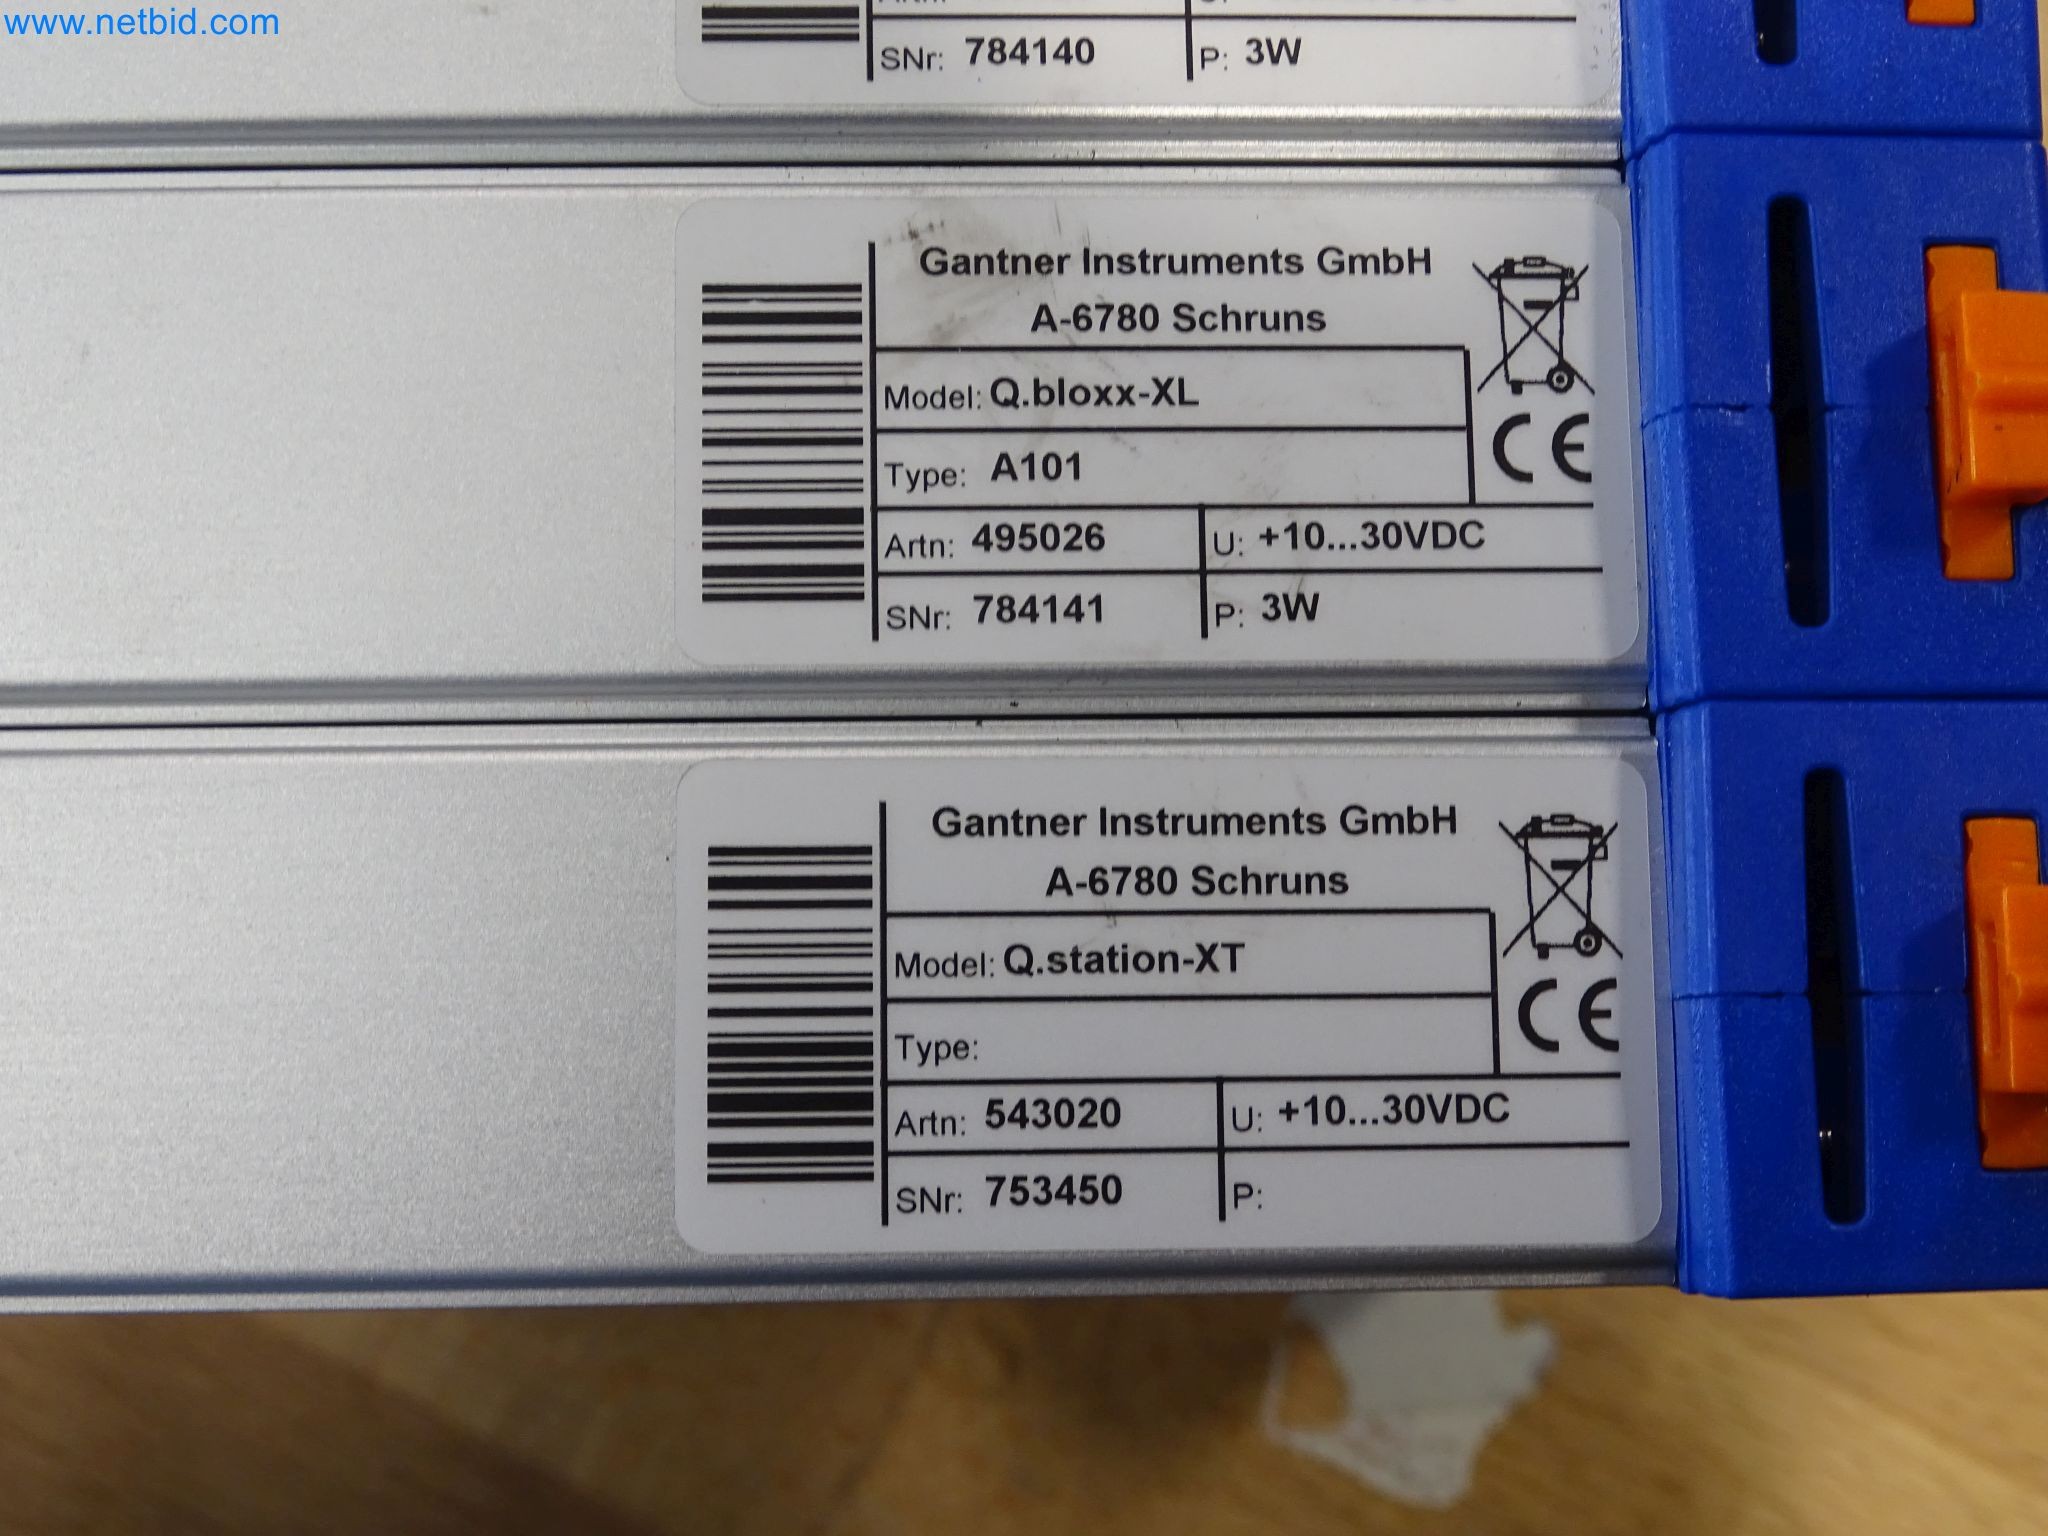 www.netbid.com
SNr: 784140 P: 3W
Gantner Instruments GmbH
A-6780 Schruns
Model: Q.bloxx-XL
Type: A101
Artn: 495026 U: +10...30VDC
SNr: 784141 P: 3W
CE
Gantner Instruments GmbH
A-6780 Schruns
Model: Q.station-XT
Type:
Artn: 543020 U: +10...30VDC
SNr: 753450 P:
CE